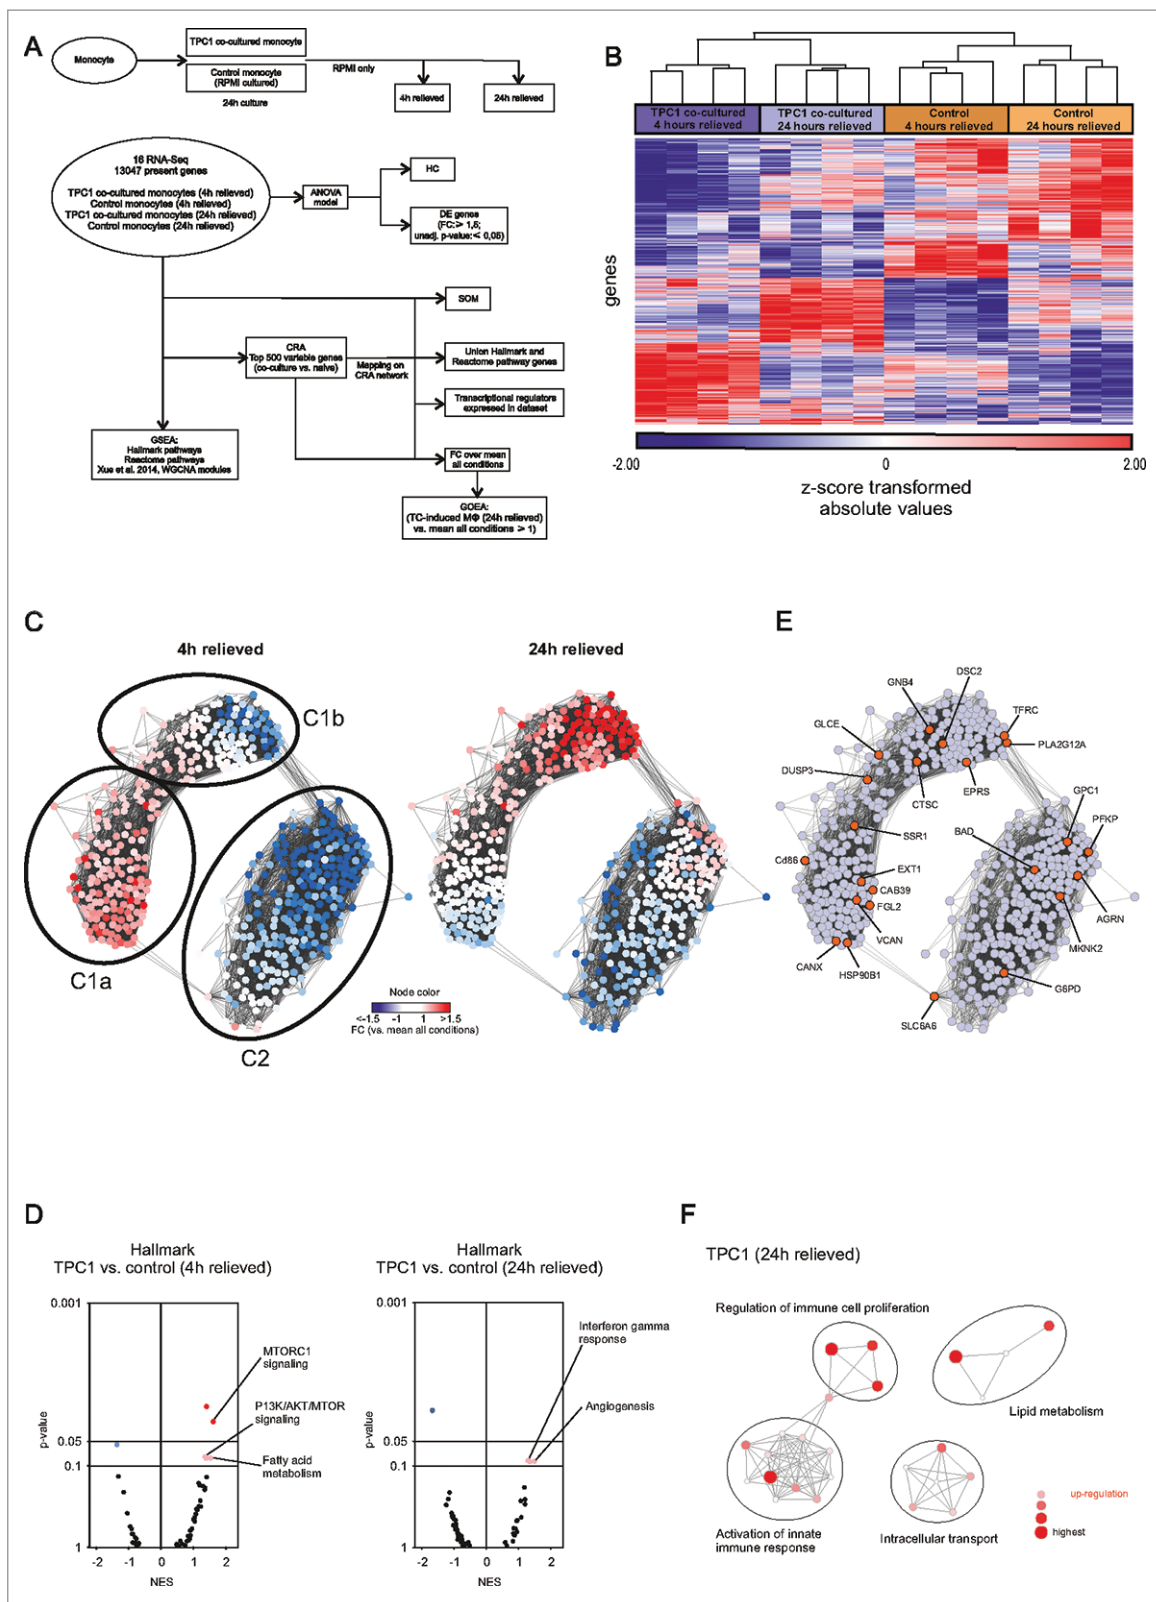 A
Monocyte
TPC1 co-cultured monocyte
Control monocyte
(RPMI cultured)
24h culture
RPMI only
4h relieved
24h relieved
16 RNA-Seq
13047 present genes
TPC1 co-cultured monocytes (4h relieved)
Control monocytes (4h relieved)
TPC1 co-cultured monocytes (24h relieved)
Control monocytes (24h relieved)
ANOVA
model
HC
DE genes
(FC:> 1,5;
unadj. p-value:< 0,05)
SOM
CRA
Top 500 variable genes
(co-culture vs. naive)
Mapping on
CRA network
Union Hallmark and
Reactome pathway genes
Transcriptional regulators
expressed in dataset
GSEA:
Hallmark pathways
Reactome pathways
Xue et al. 2014, WGCNA modules
FC over mean
all conditions
GOEA:
(TC-induced MΦ (24h relieved)
vs. mean all conditions > 1)
B
TPC1 co-cultured
4 hours relieved
TPC1 co-cultured
24 hours relieved
Control
4 hours relieved
Control
24 hours relieved
genes
-2.00
0
2.00
z-score transformed
absolute values
C
4h relieved
24h relieved
C1b
C1a
C2
Node color
<-1.5 -1 1 >1.5
FC (vs. mean all conditions)
E
DSC2
GNB4
TFRC
GLCE
PLA2G12A
DUSP3
CTSC
EPRS
GPC1
PFKP
SSR1
BAD
Cd86
EXT1
CAB39
FGL2
AGRN
VCAN
MKNK2
CANX
HSP90B1
G6PD
SLC6A6
D
Hallmark
TPC1 vs. control (4h relieved)
0.001
0.05
0.1
1
p-value
-2 -1 0 1 2
NES
MTORC1
signaling
P13K/AKT/MTOR
signaling
Fatty acid
metabolism
Hallmark
TPC1 vs. control (24h relieved)
0.001
0.05
0.1
1
p-value
-2 -1 0 1 2
NES
Interferon gamma
response
Angiogenesis
F
TPC1 (24h relieved)
Regulation of immune cell proliferation
Lipid metabolism
Activation of innate
immune response
Intracellular transport
up-regulation
highest